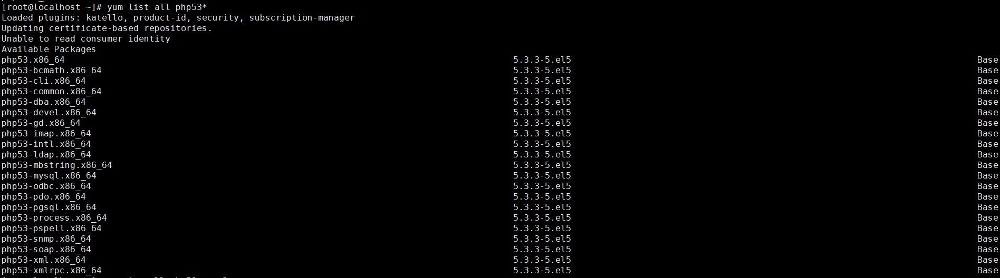 [root@localhost ~]# yum list all php53*
Loaded plugins: katello, product-id, security, subscription-manager
Updating certificate-based repositories.
Unable to read consumer identity
Available Packages
php53.x86_64 5.3.3-5.el5 Base
php53-bcmath.x86_64 5.3.3-5.el5 Base
php53-cli.x86_64 5.3.3-5.el5 Base
php53-common.x86_64 5.3.3-5.el5 Base
php53-dba.x86_64 5.3.3-5.el5 Base
php53-devel.x86_64 5.3.3-5.el5 Base
php53-gd.x86_64 5.3.3-5.el5 Base
php53-imap.x86_64 5.3.3-5.el5 Base
php53-intl.x86_64 5.3.3-5.el5 Base
php53-ldap.x86_64 5.3.3-5.el5 Base
php53-mbstring.x86_64 5.3.3-5.el5 Base
php53-mysql.x86_64 5.3.3-5.el5 Base
php53-odbc.x86_64 5.3.3-5.el5 Base
php53-pdo.x86_64 5.3.3-5.el5 Base
php53-pgsql.x86_64 5.3.3-5.el5 Base
php53-process.x86_64 5.3.3-5.el5 Base
php53-pspell.x86_64 5.3.3-5.el5 Base
php53-snmp.x86_64 5.3.3-5.el5 Base
php53-soap.x86_64 5.3.3-5.el5 Base
php53-xml.x86_64 5.3.3-5.el5 Base
php53-xmlrpc.x86_64 5.3.3-5.el5 Base